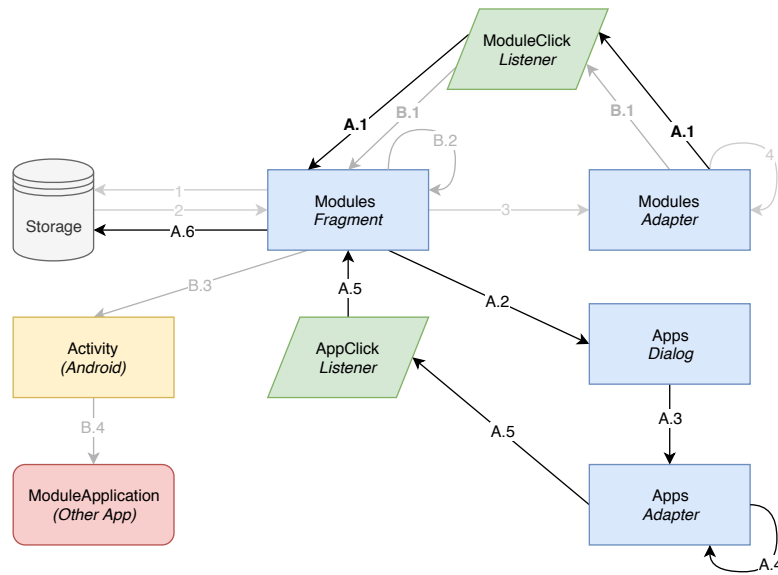 ModuleClick
Listener
A.1
B.1
B.1
A.1
B.2
4
Storage
1
2
A.6
Modules
Fragment
3
Modules
Adapter
B.3
A.5
A.2
Activity
(Android)
AppClick
Listener
Apps
Dialog
B.4
A.5
A.3
ModuleApplication
(Other App)
Apps
Adapter
A.4